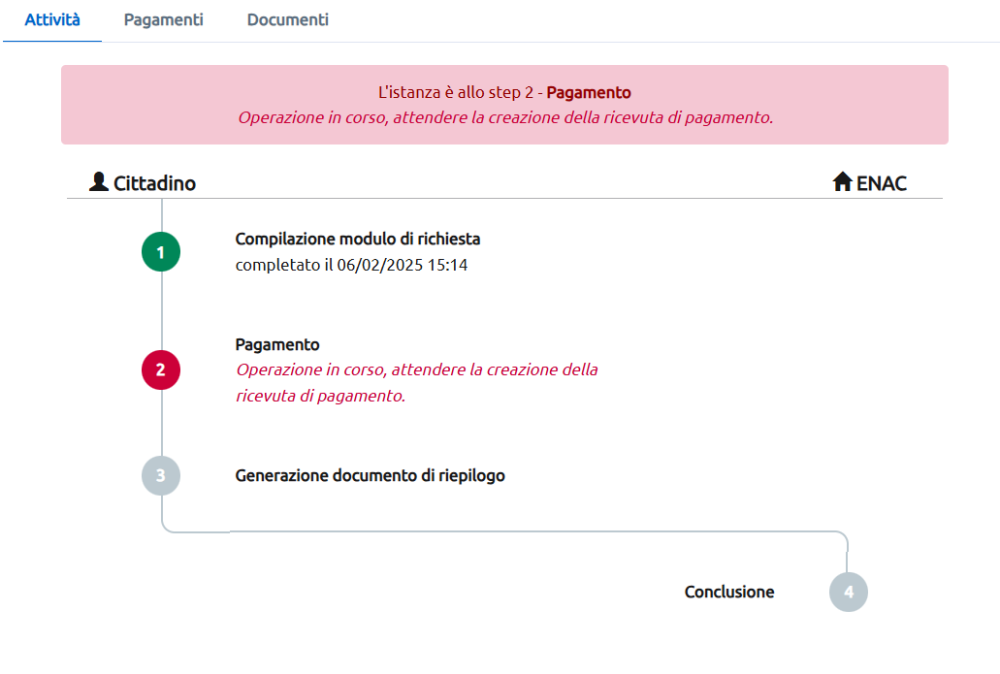 Attività Pagamenti Documenti
L'istanza è allo step 2 - Pagamento
Operazione in corso, attendere la creazione della ricevuta di pagamento.
Cittadino ENAC
1 Compilazione modulo di richiesta
completato il 06/02/2025 15:14
Pagamento
2 Operazione in corso, attendere la creazione della
ricevuta di pagamento.
3 Generazione documento di riepilogo
Conclusione 4